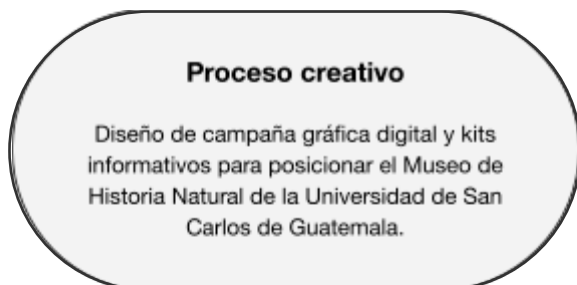 Proceso creativo
Diseño de campaña gráfica digital y kits
informativos para posicionar el Museo de
Historia Natural de la Universidad de San
Carlos de Guatemala.